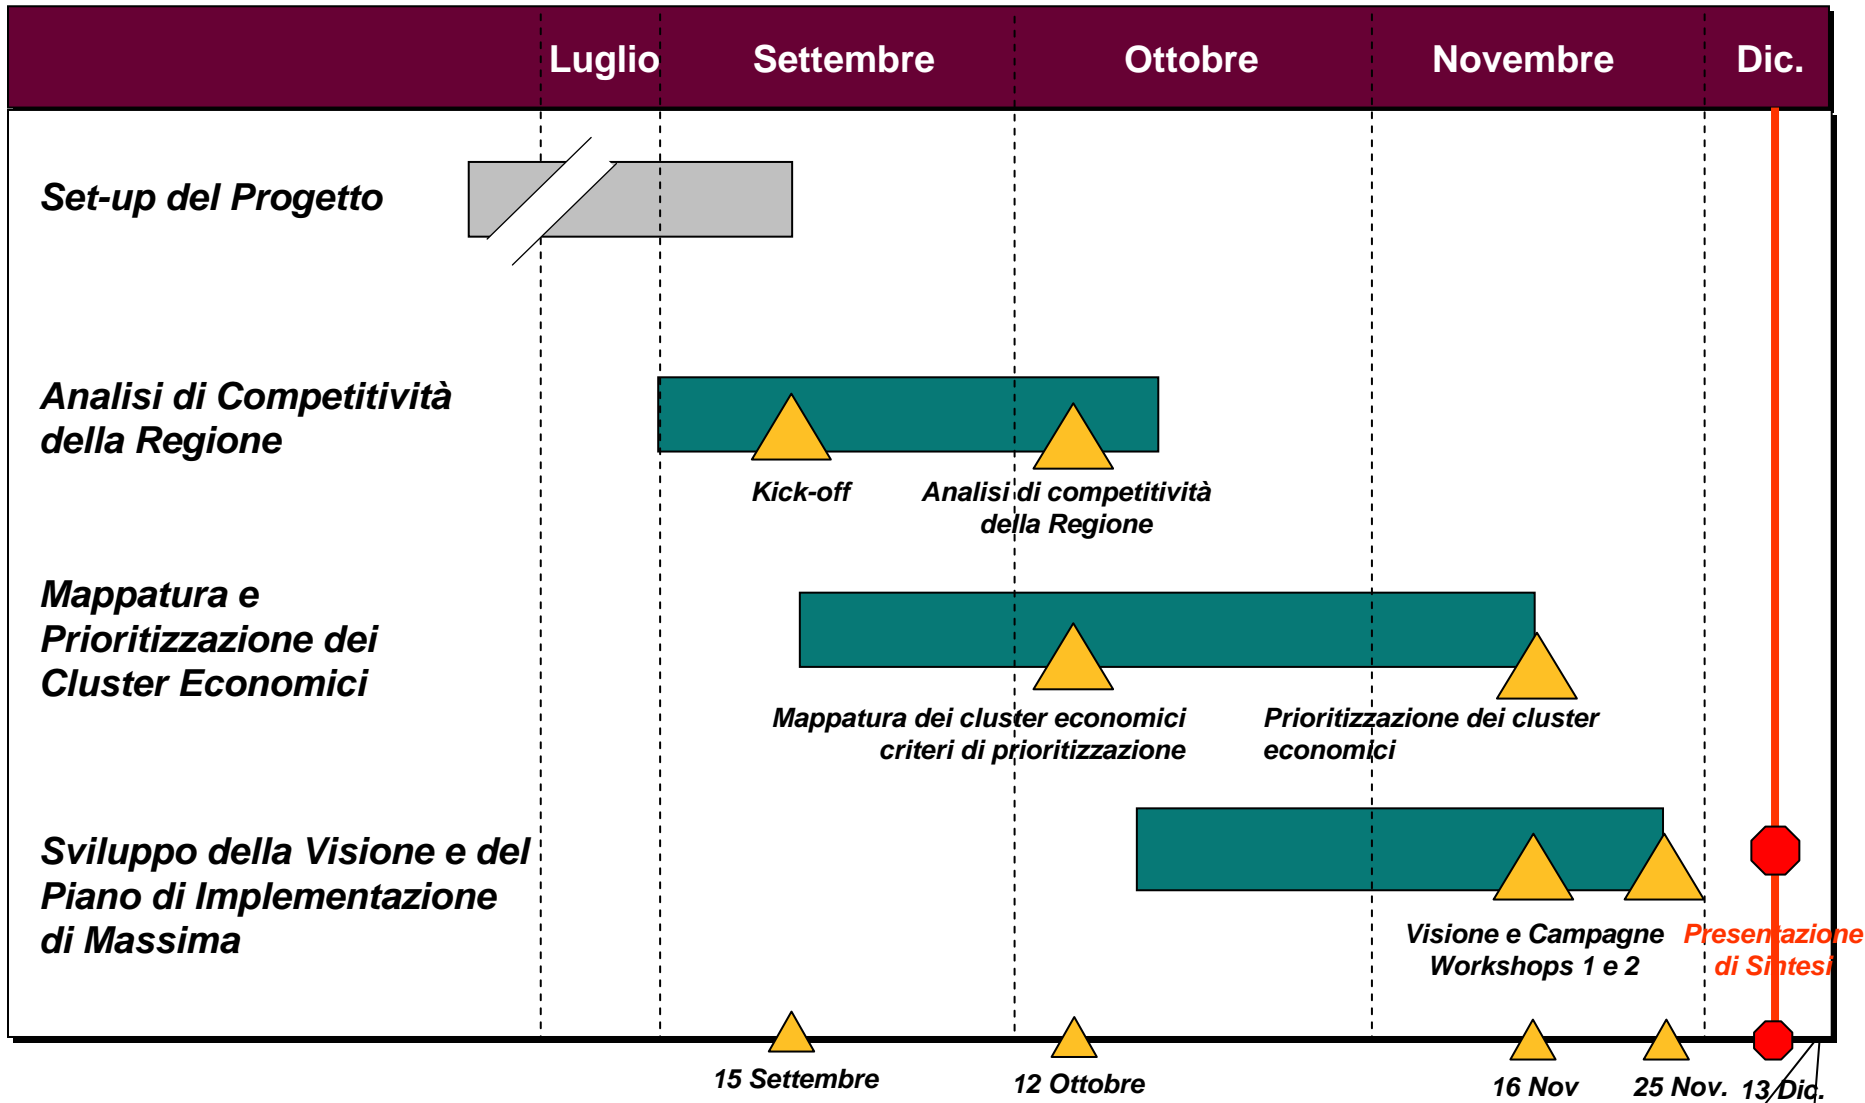 Luglio Settembre Ottobre Novembre Dic.
Set-up del Progetto
Analisi di Competitività
della Regione
Kick-off
Analisi di competitività
della Regione
Mappatura e
Prioritizzazione dei
Cluster Economici
Mappatura dei cluster economici
criteri di prioritizzazione
Prioritizzazione dei cluster
economici
Sviluppo della Visione e del
Piano di Implementazione
di Massima
Visione e Campagne
Workshops 1 e 2
Presentazione
di Sintesi
15 Settembre 12 Ottobre 16 Nov 25 Nov. 13 Dic.